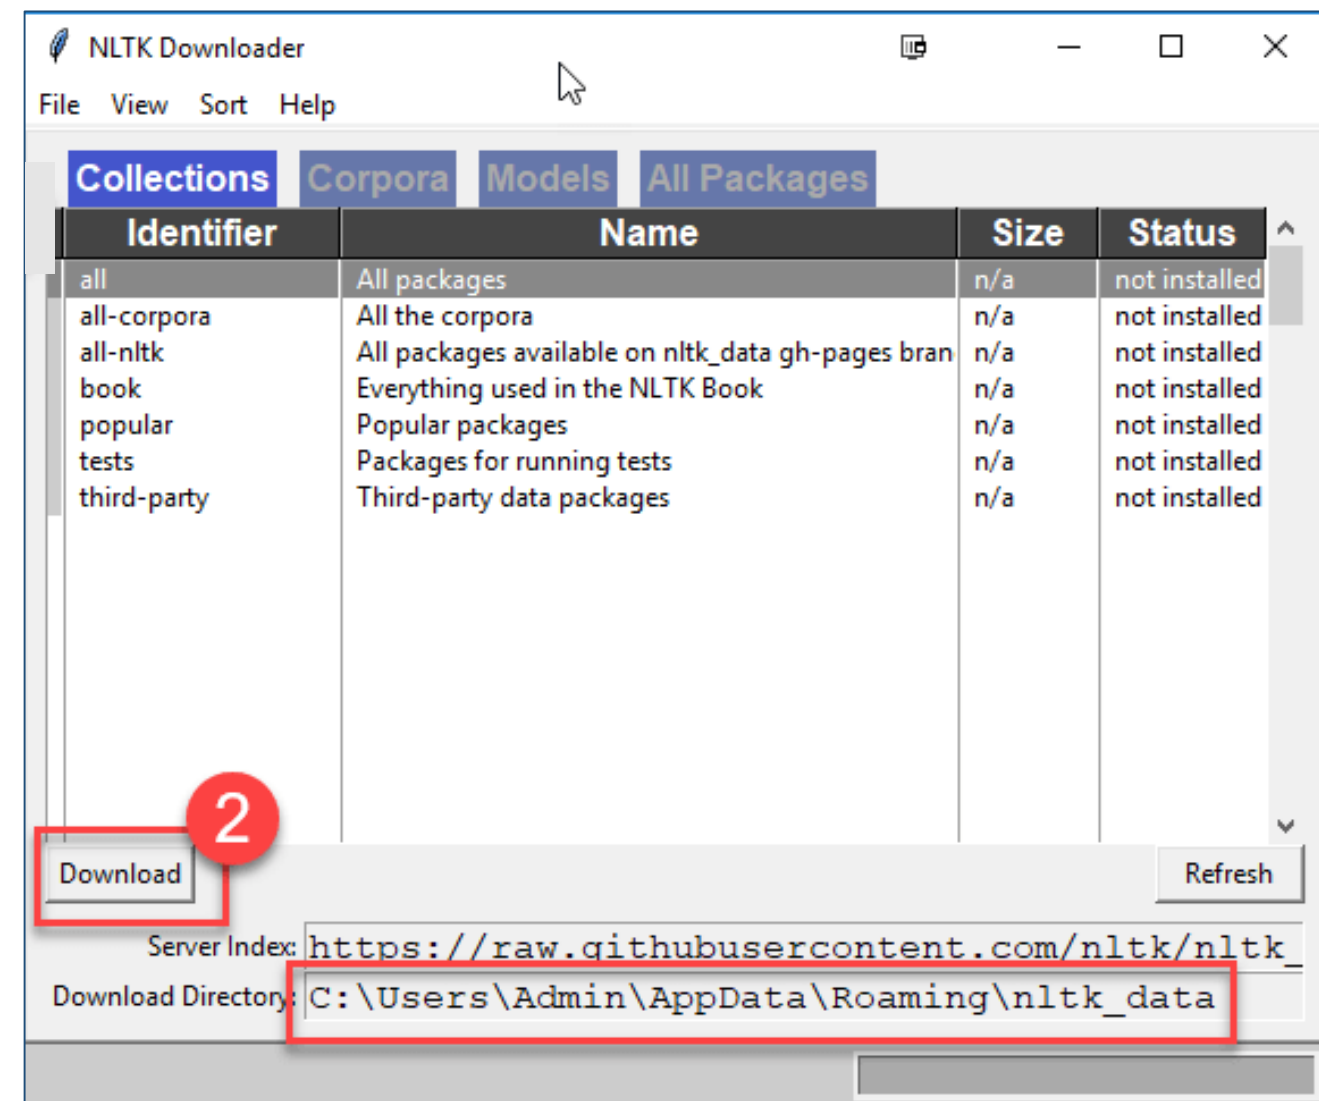 NLTK Downloader
File View Sort Help
Collections Corpora Models All Packages
Identifier Name Size Status
all All packages n/a not installed
all-corpora All the corpora n/a not installed
all-nltk All packages available on nltk_data gh-pages bran n/a not installed
book Everything used in the NLTK Book n/a not installed
popular Popular packages n/a not installed
tests Packages for running tests n/a not installed
third-party Third-party data packages n/a not installed
2
Download Refresh
Server Index: https://raw.githubusercontent.com/nltk/nltk_
Download Directory: C:\Users\Admin\AppData\Roaming\nltk_data